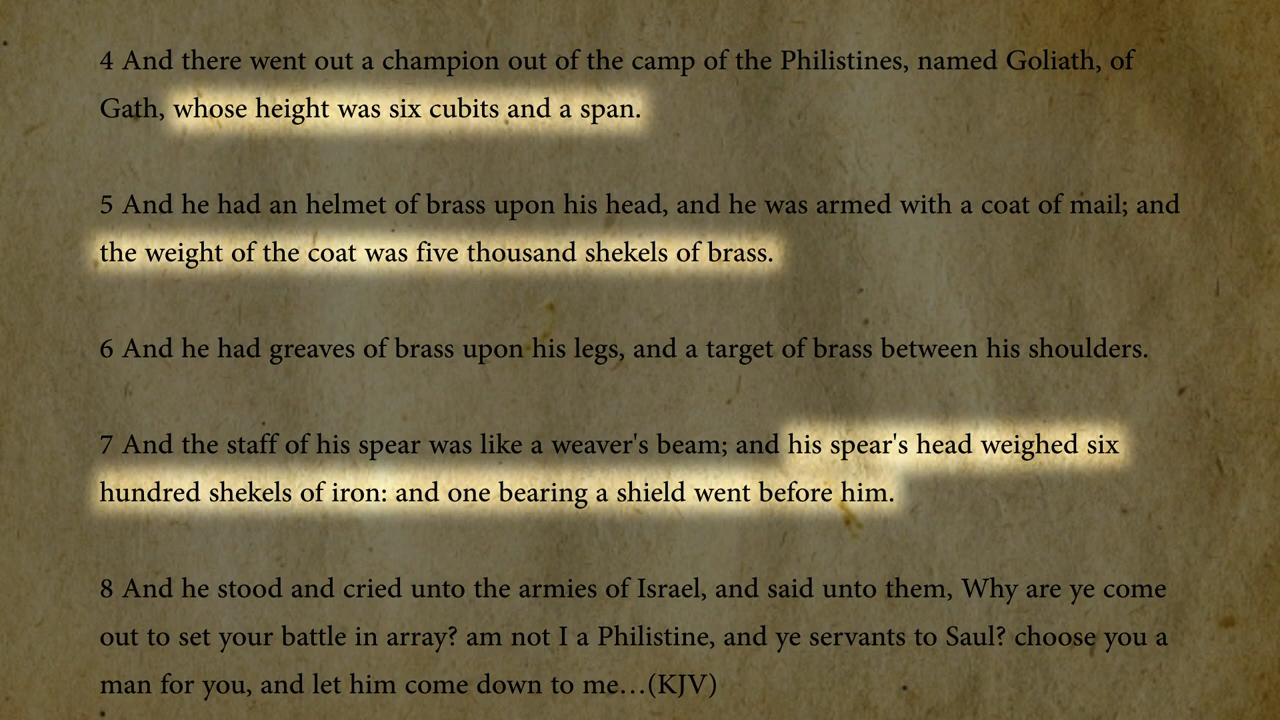 4 And there went out a champion out of the camp of the Philistines, named Goliath, of
Gath, whose height was six cubits and a span.
5 And he had an helmet of brass upon his head, and he was armed with a coat of mail; and
the weight of the coat was five thousand shekels of brass.
6 And he had greaves of brass upon his legs, and a target of brass between his shoulders.
7 And the staff of his spear was like a weaver's beam; and his spear's head weighed six
hundred shekels of iron: and one bearing a shield went before him.
8 And he stood and cried unto the armies of Israel, and said unto them, Why are ye come
out to set your battle in array? am not I a Philistine, and ye servants to Saul? choose you a
man for you, and let him come down to me…(KJV)